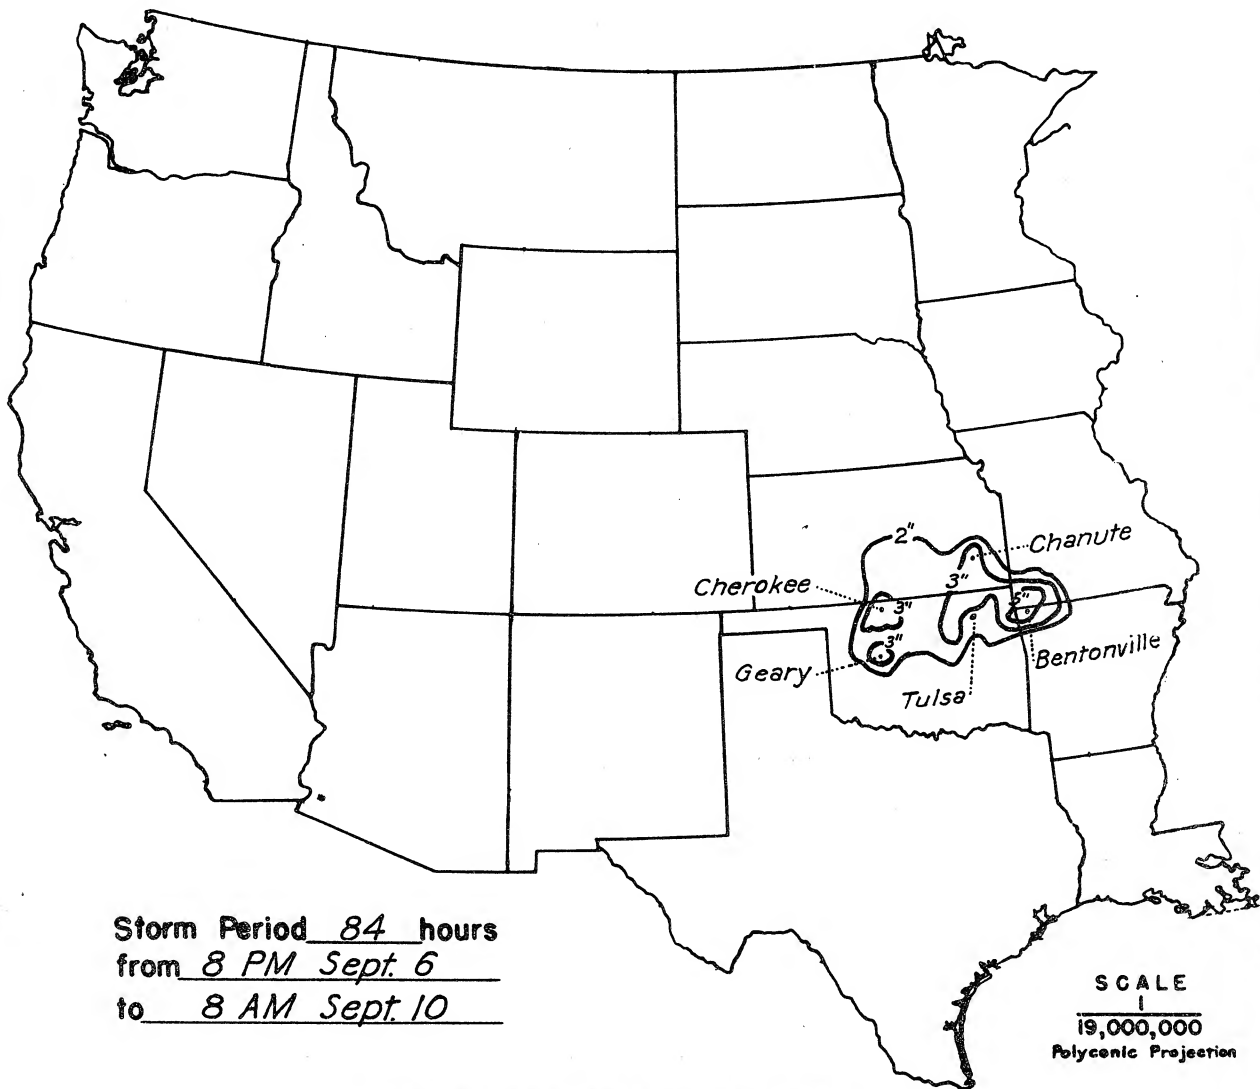 2"
Chanute
3"
Cherokee
3"
5"
3"
Bentonville
Geary
Tulsa
Storm Period 84 hours
from 8 PM Sept. 6
to 8 AM Sept. 10
SCALE
1
19,000,000
Polyconic Projection